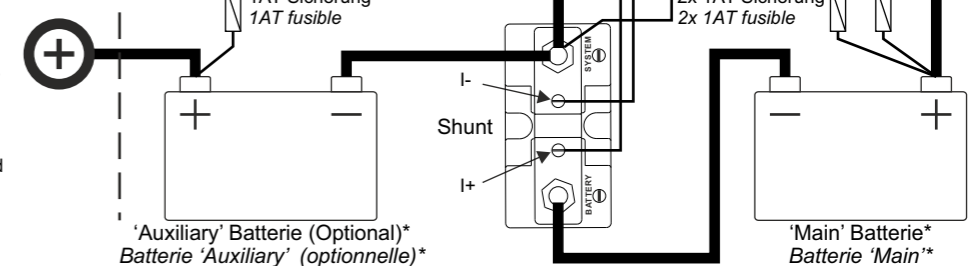 1AT Sicherung
1AT fusible
2x 1AT Sicherung
2x 1AT fusible
+
SYSTEM
I-
+
−
Shunt
−
+
I+
BATTERY
'Auxiliary' Batterie (Optional)*
Batterie 'Auxiliary' (optionnelle)*
'Main' Batterie*
Batterie 'Main'*